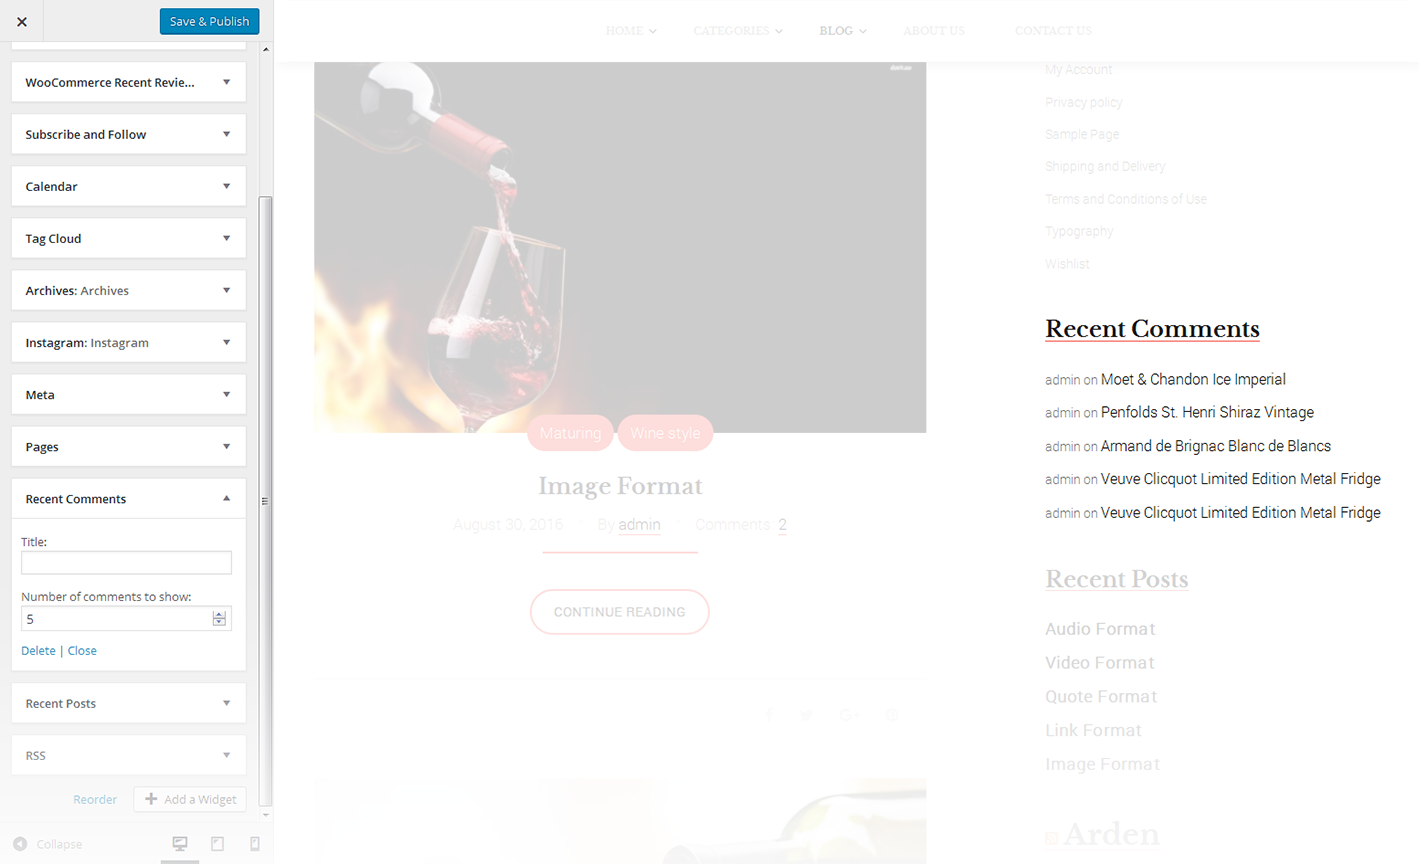 Save & Publish
WooCommerce Recent Revie...
Subscribe and Follow
Calendar
Tag Cloud
Archives: Archives
Instagram: Instagram
Meta
Pages
Recent Comments
Title:
Number of comments to show:
5
Delete | Close
Recent Posts
RSS
Reorder
Add a Widget
Collapse
HOME
CATEGORIES
BLOG
ABOUT US
CONTACT US
Maturing
Wine style
Image Format
August 30, 2016
By admin
Comments: 2
CONTINUE READING
My Account
Privacy policy
Sample Page
Shipping and Delivery
Terms and Conditions of Use
Typography
Wishlist
Recent Comments
admin on Moet & Chandon Ice Imperial
admin on Penfolds St. Henri Shiraz Vintage
admin on Armand de Brignac Blanc de Blancs
admin on Veuve Clicquot Limited Edition Metal Fridge
admin on Veuve Clicquot Limited Edition Metal Fridge
Recent Posts
Audio Format
Video Format
Quote Format
Link Format
Image Format
Arden